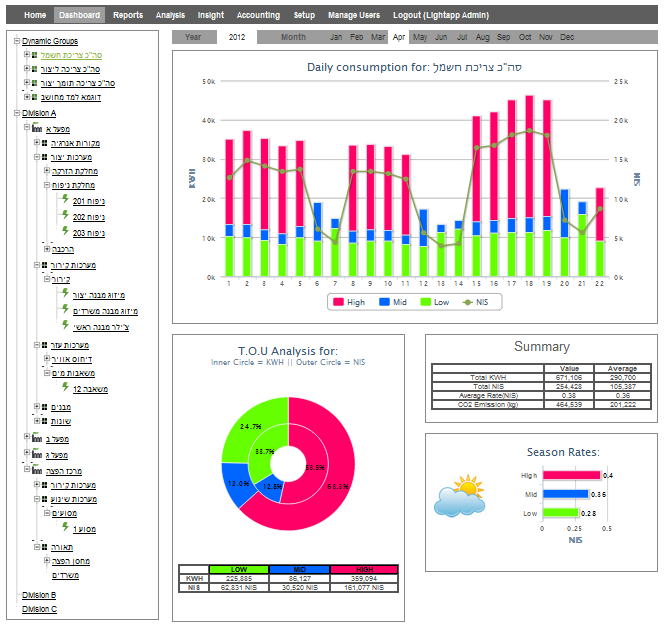 Home Dashboard Reports Analysis Insight Accounting Setup Manage Users Logout (Lightapp Admin)
Dynamic Groups
סה"כ צריכת חשמל
סה"כ צריכה לייצור
סה"כ צריכה תומך ייצור
דוגמא למד מחושב
Division A
מפעל א
מקורות אנרגיה
מערכות יצור
מחלקת הזרקה
מחלקת ניפוח
ניפוח 201
ניפוח 202
ניפוח 203
הרכבה
מערכות קירור
קירור
מיזוג מבנה יצור
מיזוג מבנה משרדים
צ'ילר מבנה ראשי
מערכות עזר
דיחוס אוויר
משאבות מים
משאבה 12
מבנים
שונות
מפעל ב
מפעל ג
מרכז הפצה
מערכות קירור
מערכות שינוע
מסועים
מסוע 1
תאורה
מחסן הפצה
משרדים
Division B
Division C
Year 2012 Month Jan Feb Mar Apr May Jun Jul Aug Sep Oct Nov Dec
Daily consumption for: סה"כ צריכת חשמל
50k 25k
40k 20k
30k 15k
20k 10k
10k 5k
0k 0k
KWH
NIS
1 2 3 4 5 6 7 8 9 10 11 12 13 14 15 16 17 18 19 20 21 22
High Mid Low NIS
T.O.U Analysis for:
Inner Circle = KWH || Outer Circle = NIS
24.7%
33.7%
53.5%
12.0%
12.8%
63.3%
LOW MID HIGH
KWH 225,885 86,127 359,094
NIS 62,831 NIS 30,520 NIS 161,077 NIS
Summary
Value Average
Total KWH 671,106 290,700
Total NIS 254,428 105,387
Average Rate(NIS) 0.38 0.36
CO2 Emission (kg) 464,539 201,222
Season Rates:
High 0.4
Mid 0.36
Low 0.28
0 0.25 0.5
NIS